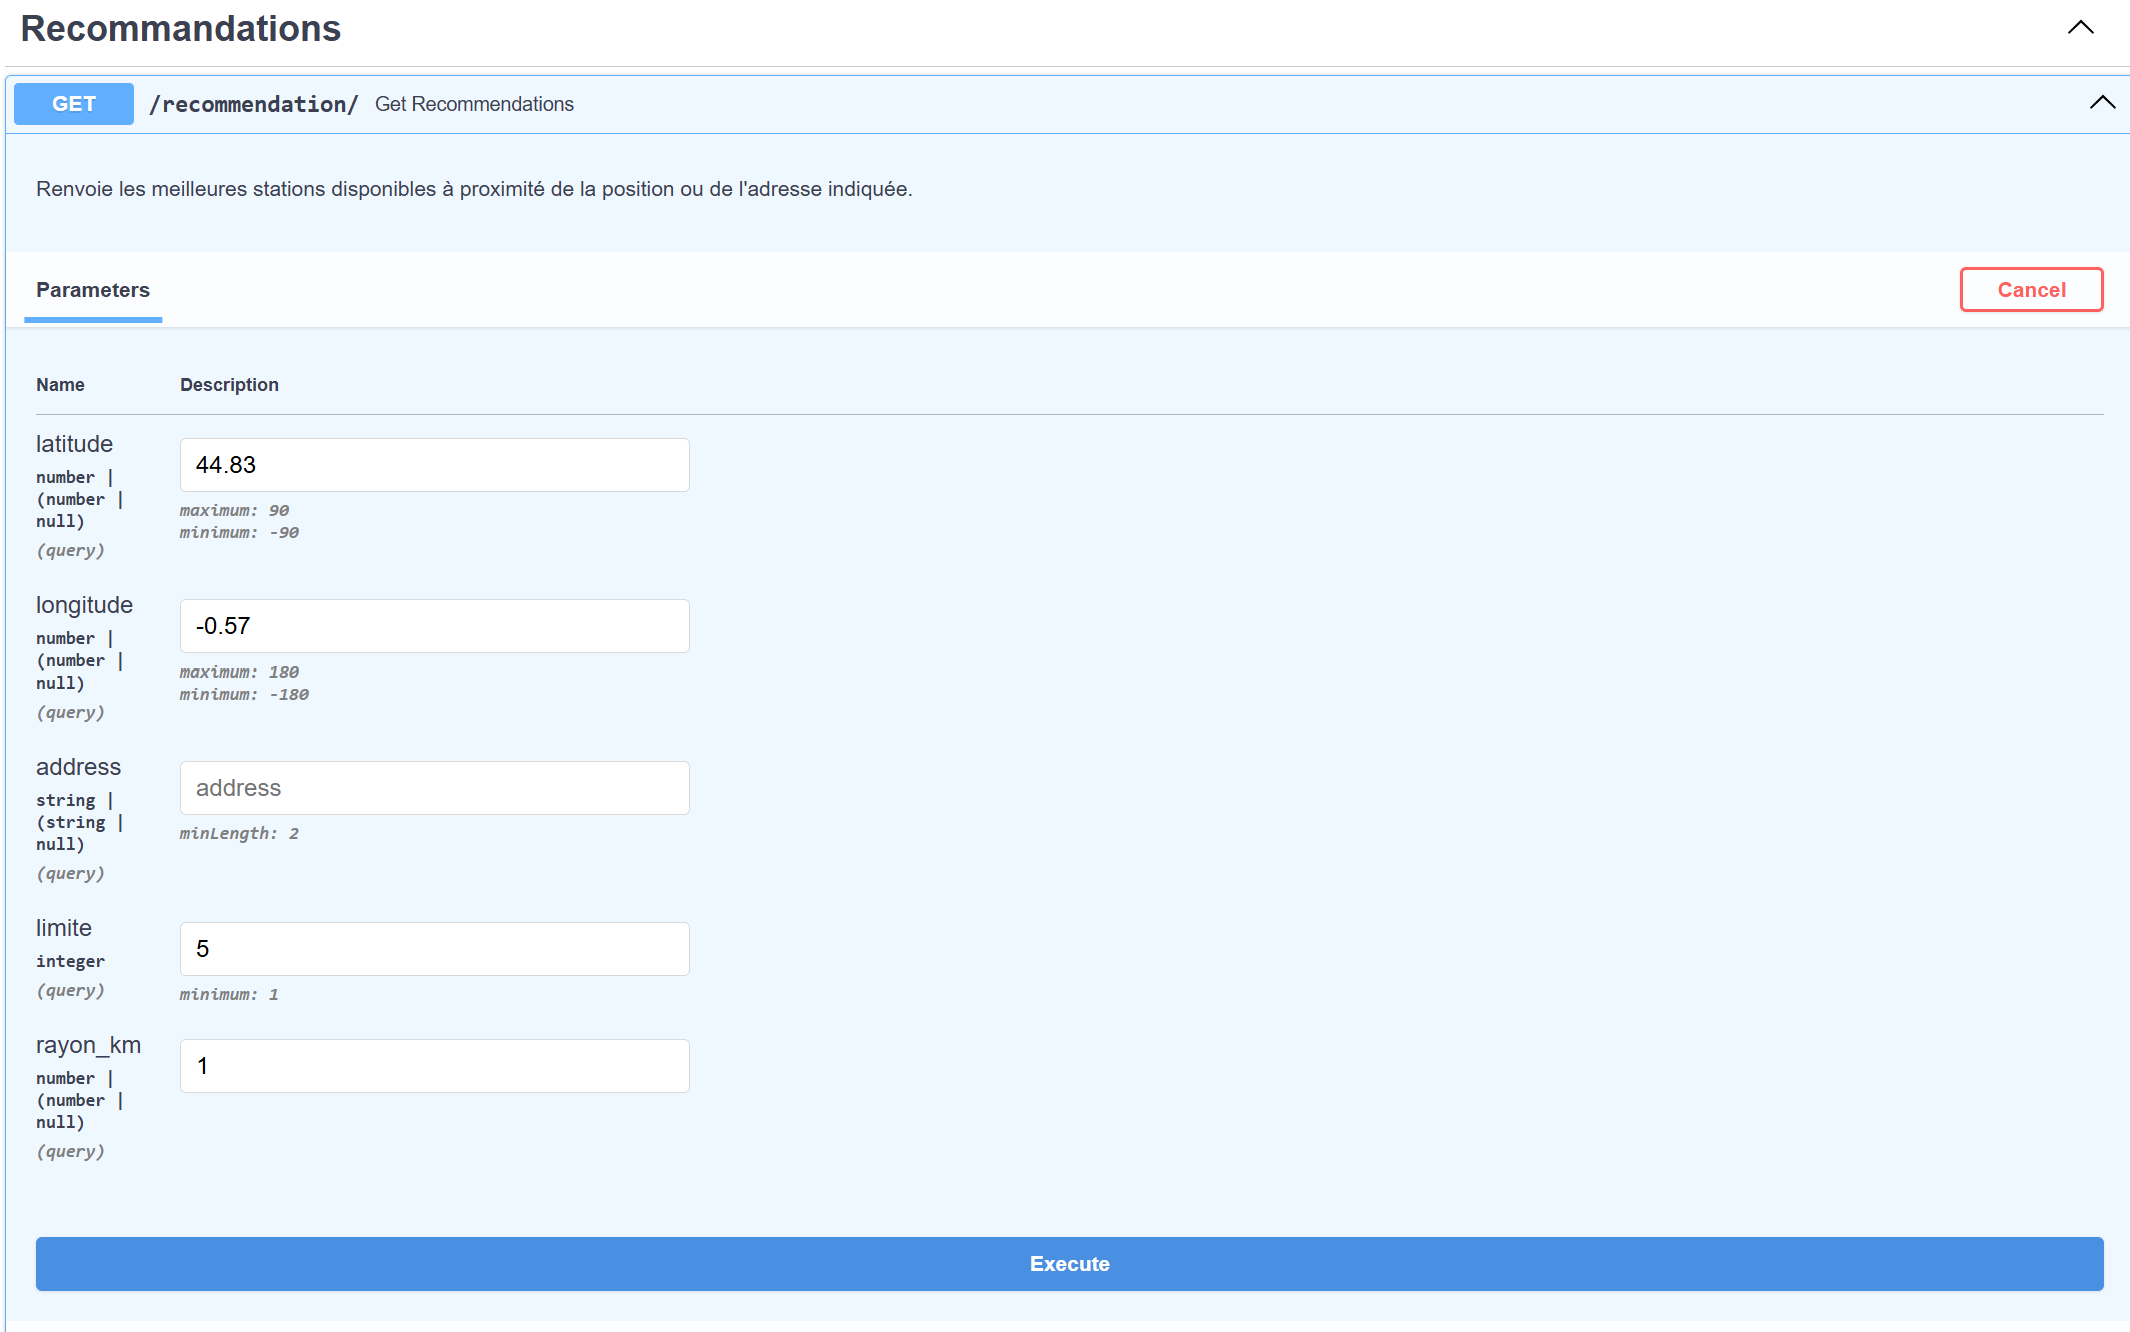 Recommandations
GET /recommendation/ Get Recommendations
Renvoie les meilleures stations disponibles à proximité de la position ou de l'adresse indiquée.
Parameters
Cancel
Name Description
latitude
number |
(number |
null)
(query)
44.83
maximum: 90
minimum: -90
longitude
number |
(number |
null)
(query)
-0.57
maximum: 180
minimum: -180
address
string |
(string |
null)
(query)
address
minLength: 2
limite
integer
(query)
5
minimum: 1
rayon_km
number |
(number |
null)
(query)
1
Execute